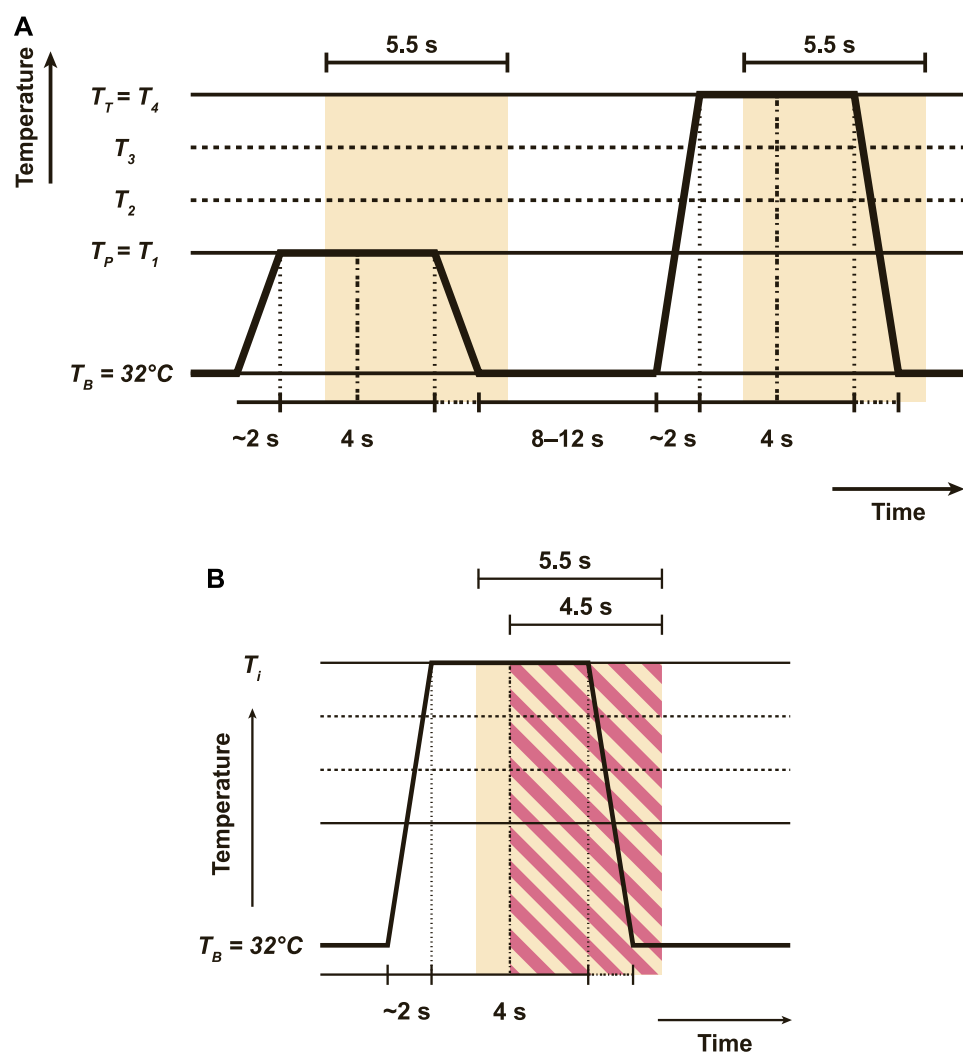 A
5.5 s
5.5 s
Temperature
T_T = T_4
T_3
T_2
T_P = T_1
T_B = 32°C
~2 s
4 s
8–12 s
~2 s
4 s
Time
B
5.5 s
4.5 s
T_i
Temperature
T_B = 32°C
~2 s
4 s
Time